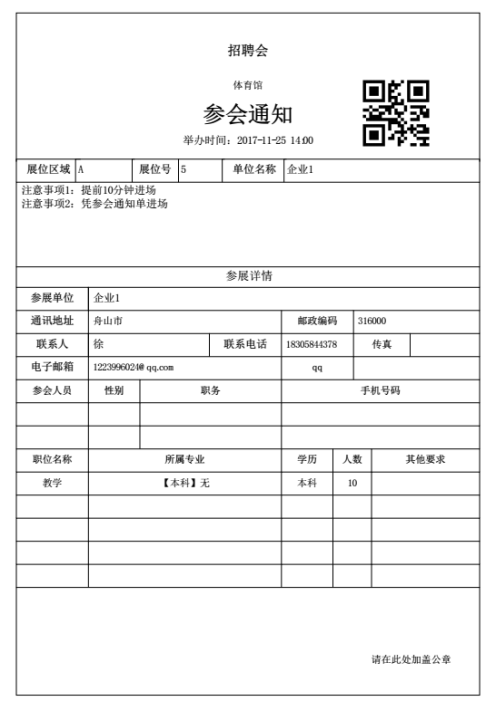 招聘会
体育馆
参会通知
举办时间：2017-11-25 14:00
展位区域 A 展位号 5 单位名称 企业1
注意事项1：提前10分钟进场
注意事项2：凭参会通知单进场
参展详情
参展单位 企业1
通讯地址 舟山市 邮政编码 316000
联系人 徐 联系电话 18305844378 传真
电子邮箱 1223996024@qq.com qq
参会人员 性别 职务 手机号码
职位名称 所属专业 学历 人数 其他要求
教学 【本科】无 本科 10
请在此处加盖公章